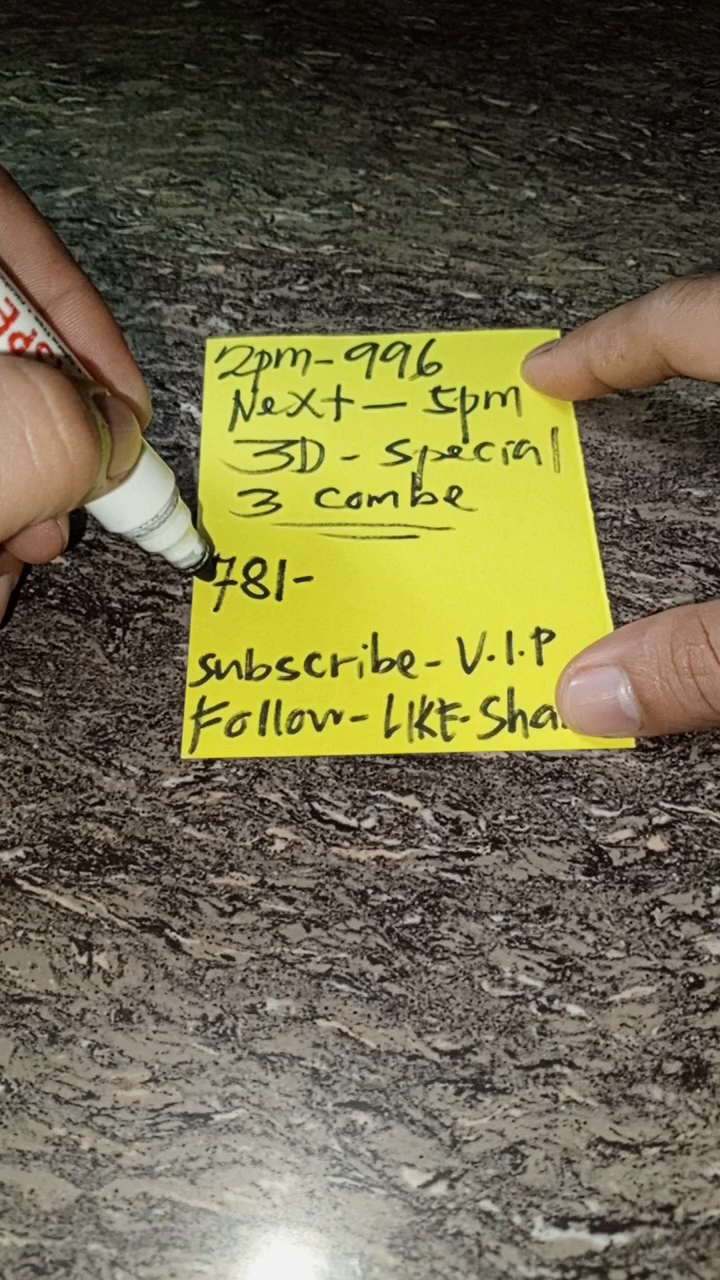 2pm-996
Next-5pm
3D-special
3 combe
781-
subscribe-V.I.P
Follow-LIKE-Sha